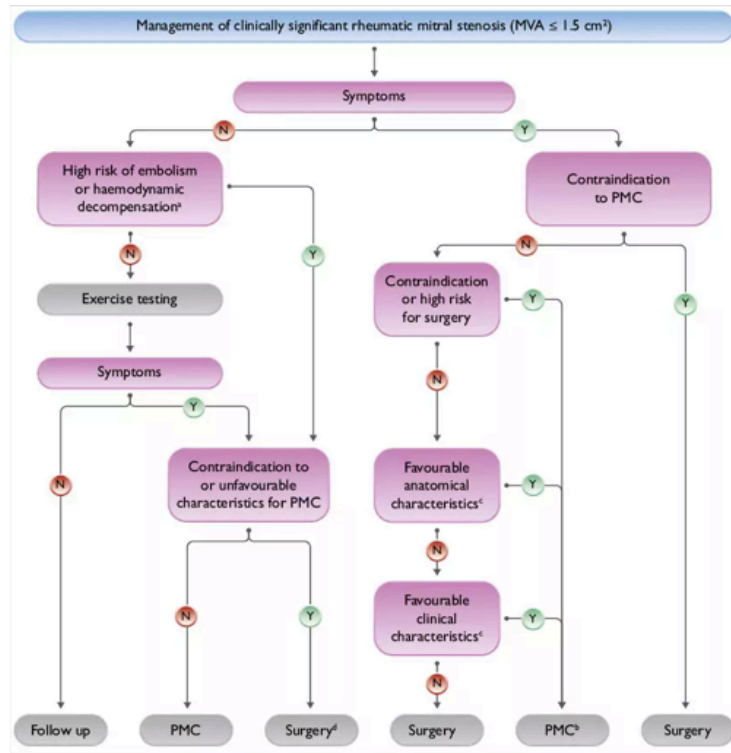 Management of clinically significant rheumatic mitral stenosis (MVA ≤ 1.5 cm²)
Symptoms
N
Y
High risk of embolism
or haemodynamic
decompensationᵃ
Contraindication
to PMC
N
N
Y
Exercise testing
Contraindication
or high risk
for surgery
Y
Y
Symptoms
N
Y
N
Contraindication to
or unfavourable
characteristics for PMC
Favourable
anatomical
characteristicsᶜ
Y
N
N
Y
Favourable
clinical
characteristicsᶜ
Y
N
Follow up
PMC
Surgeryᵈ
Surgery
PMCᵇ
Surgery